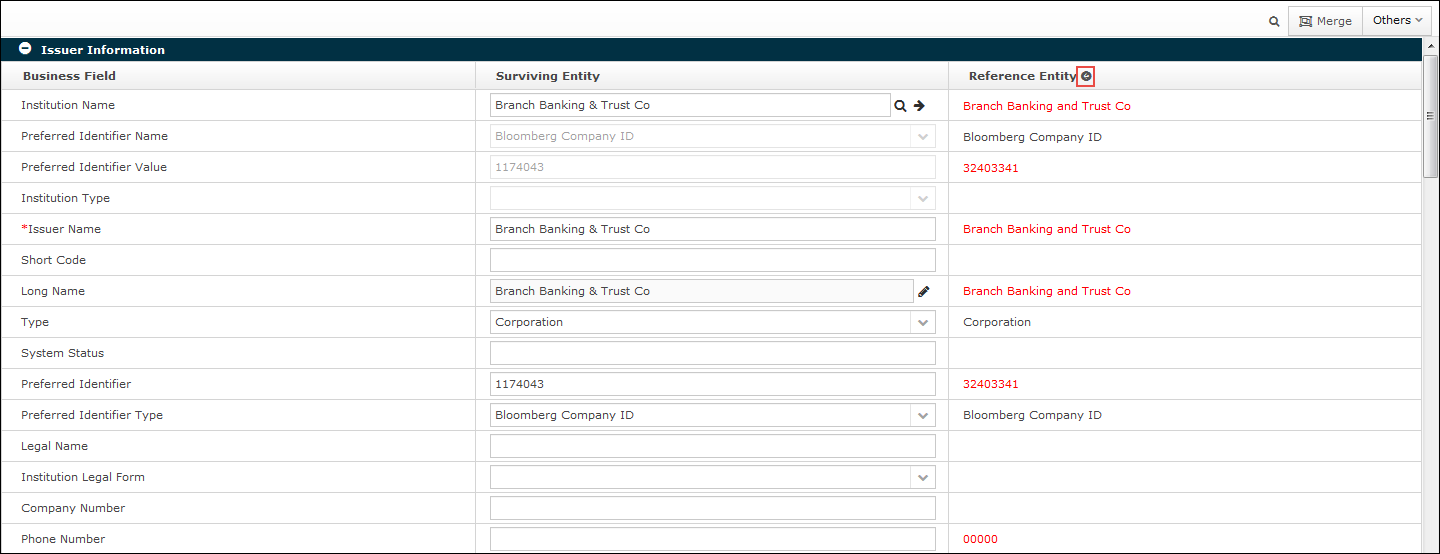 Merge Others
Issuer Information
Business Field Surviving Entity Reference Entity
Institution Name Branch Banking & Trust Co Branch Banking and Trust Co
Preferred Identifier Name Bloomberg Company ID Bloomberg Company ID
Preferred Identifier Value 1174043 32403341
Institution Type
*Issuer Name Branch Banking & Trust Co Branch Banking and Trust Co
Short Code
Long Name Branch Banking & Trust Co Branch Banking and Trust Co
Type Corporation Corporation
System Status
Preferred Identifier 1174043 32403341
Preferred Identifier Type Bloomberg Company ID Bloomberg Company ID
Legal Name
Institution Legal Form
Company Number
Phone Number 00000